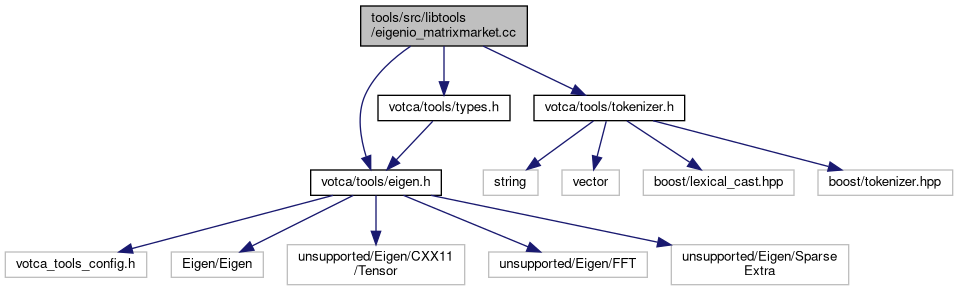 tools/src/libtools
/eigenio_matrixmarket.cc
votca/tools/types.h
votca/tools/tokenizer.h
votca/tools/eigen.h
string
vector
boost/lexical_cast.hpp
boost/tokenizer.hpp
votca_tools_config.h
Eigen/Eigen
unsupported/Eigen/CXX11
/Tensor
unsupported/Eigen/FFT
unsupported/Eigen/Sparse
Extra